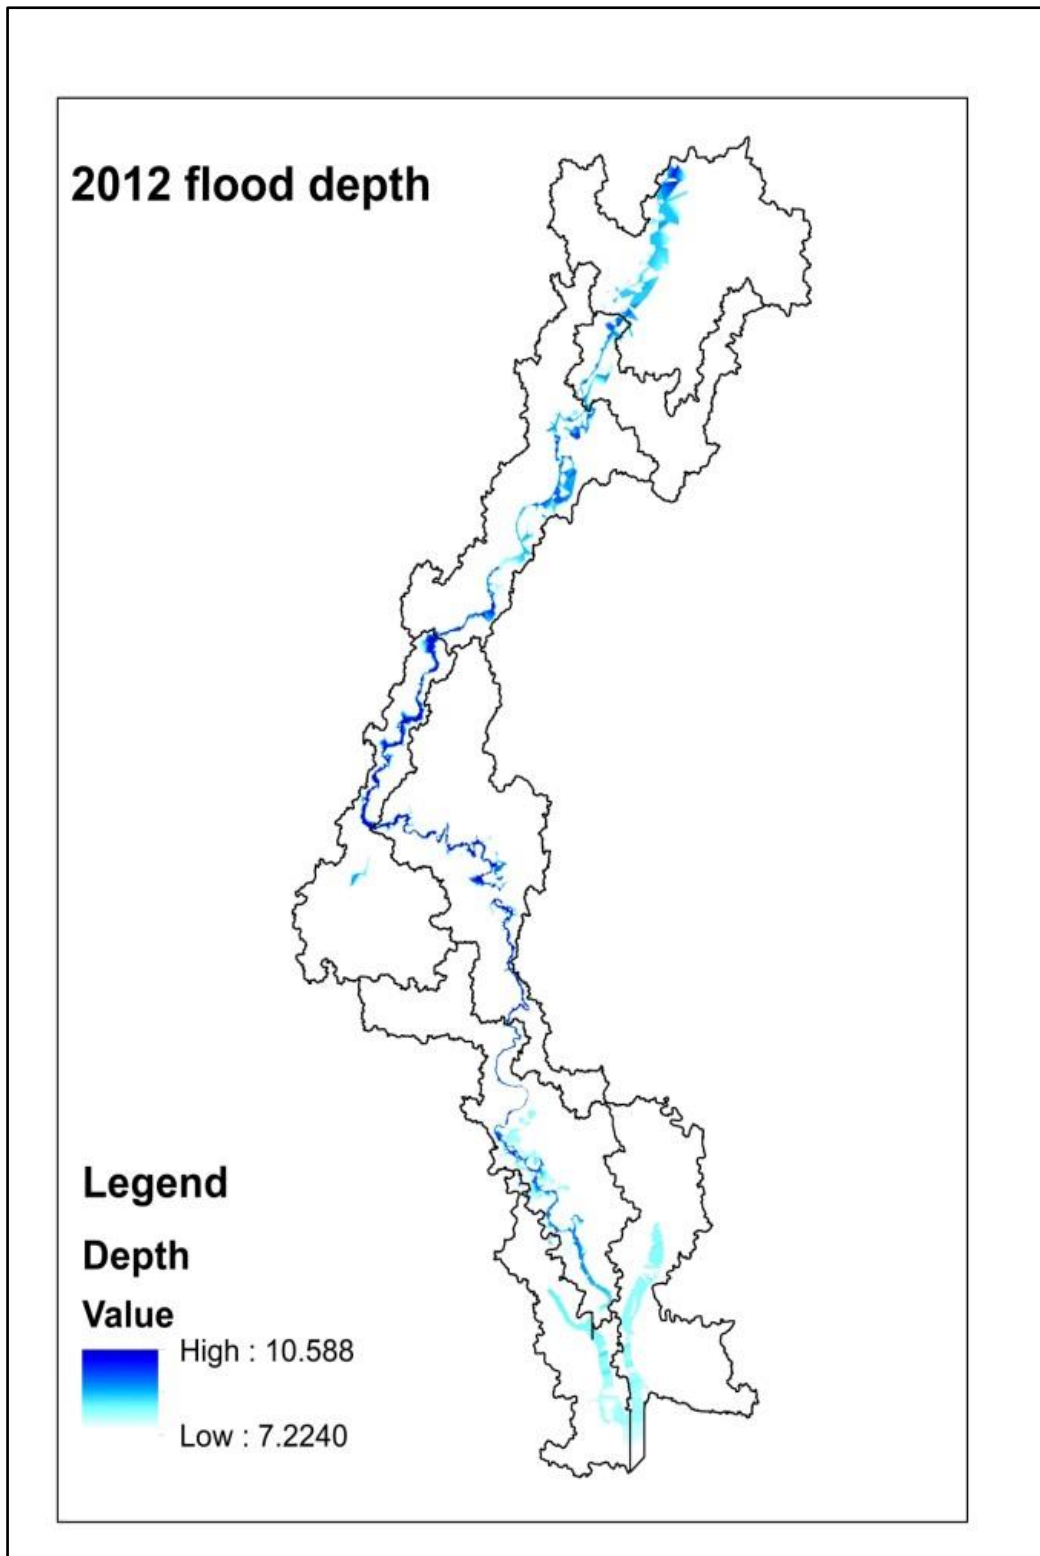 2012 flood depth
Legend
Depth
Value
High : 10.588
Low : 7.2240